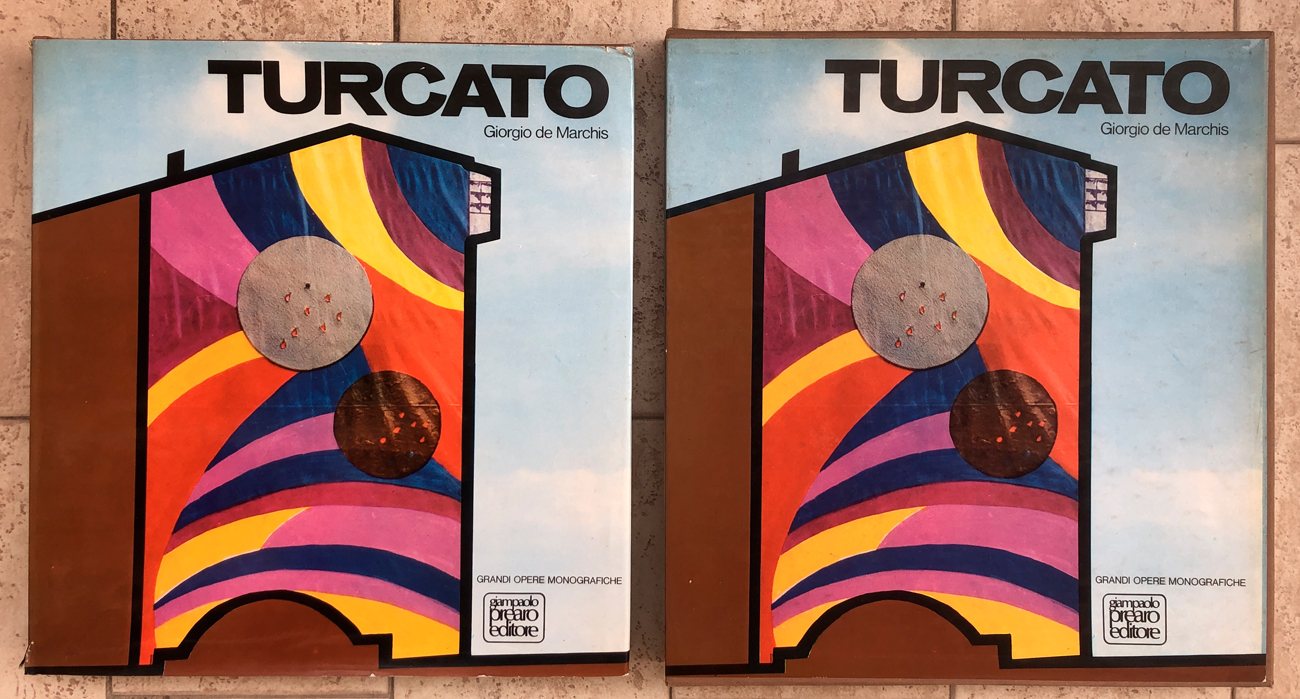 TURCATO
Giorgio de Marchis
GRANDI OPERE MONOGRAFICHE
giampaolo
prearo
editore
TURCATO
Giorgio de Marchis
GRANDI OPERE MONOGRAFICHE
giampaolo
prearo
editore